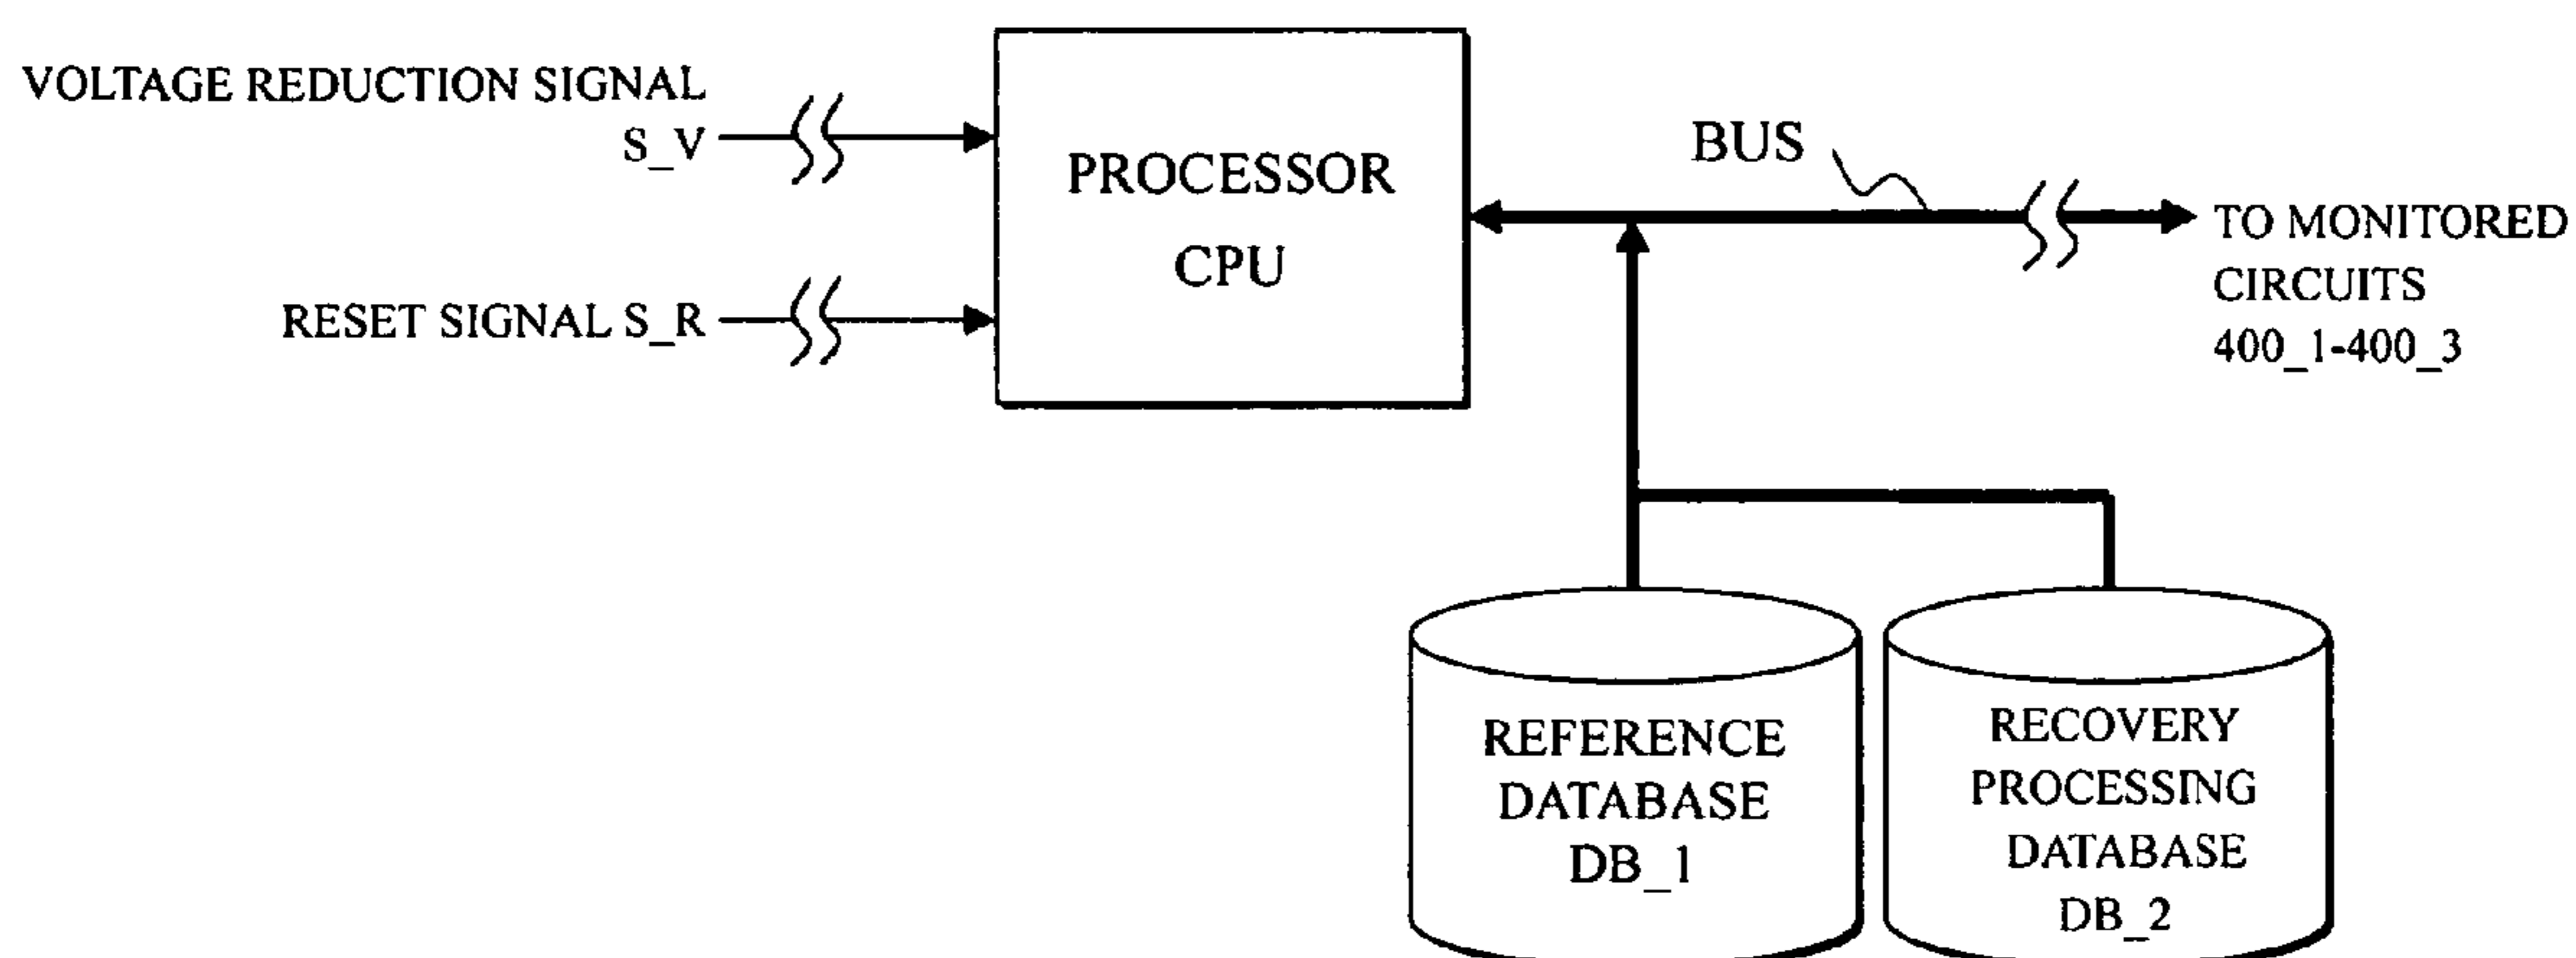 VOLTAGE REDUCTION SIGNAL
S_V
RESET SIGNAL S_R
PROCESSOR
CPU
BUS
TO MONITORED
CIRCUITS
400_1-400_3
REFERENCE
DATABASE
DB_1
RECOVERY
PROCESSING
DATABASE
DB_2